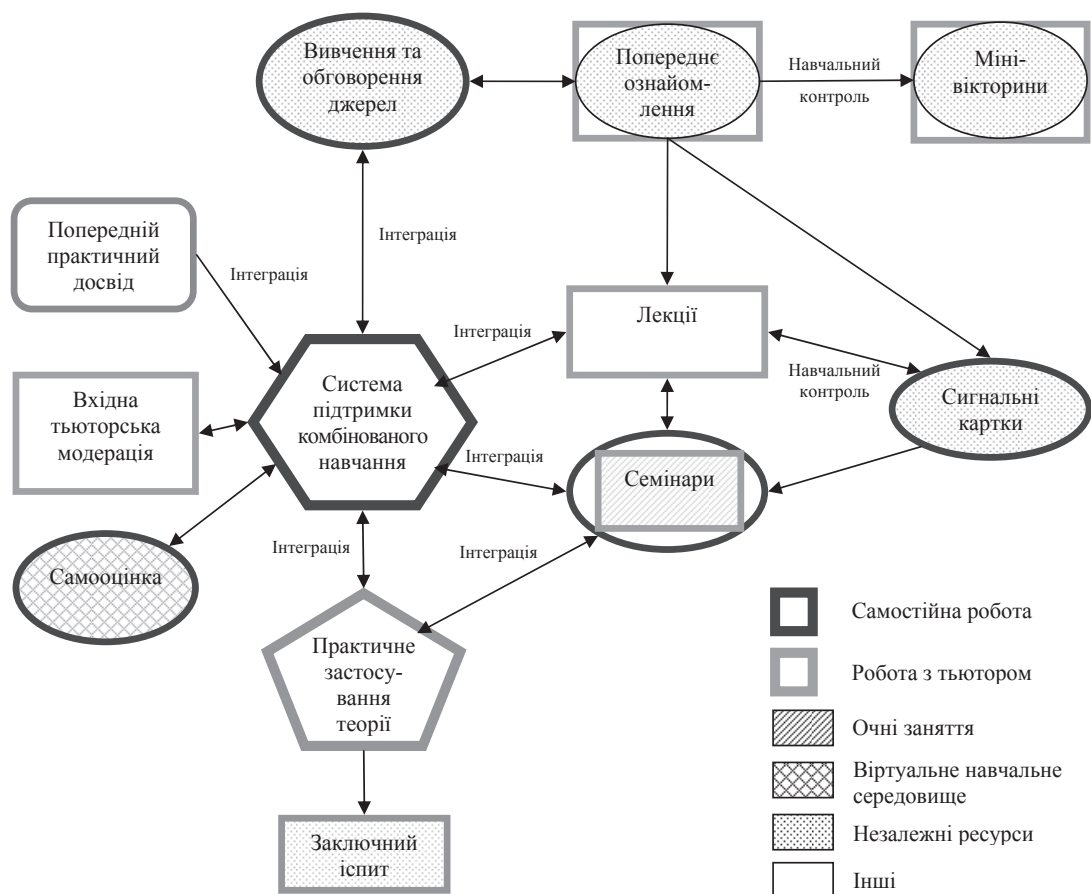 Вивчення та
обговорення
джерел
Попереднє
ознайом-
лення
Навчальний
контроль
Міні-
вікторини
Попередній
практичний
досвід
Інтеграція
Інтеграція
Лекції
Інтеграція
Навчальний
контроль
Вхідна
тьюторська
модерація
Система
підтримки
комбінованого
навчання
Сигнальні
картки
Інтеграція
Семінари
Самооцінка
Інтеграція
Інтеграція
Практичне
застосу-
вання
теорії
Заключний
іспит
Самостійна робота
Робота з тьютором
Очні заняття
Віртуальне навчальне
середовище
Незалежні ресурси
Інші